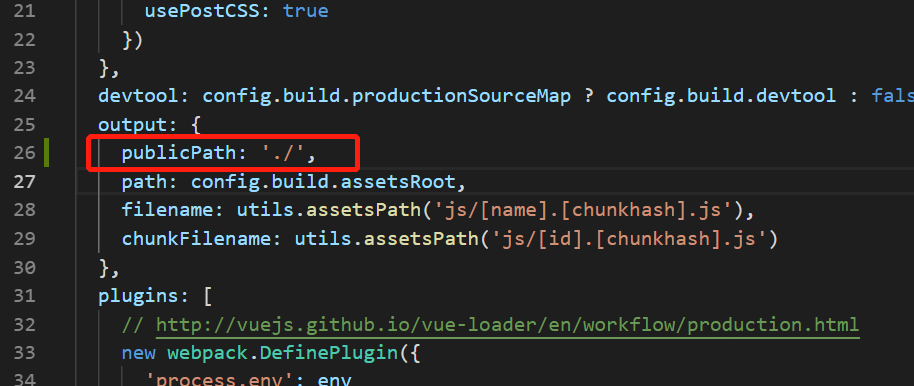 21 usePostCSS: true
22 })
23 },
24 devtool: config.build.productionSourceMap ? config.build.devtool : fals
25 output: {
26 publicPath: './',
27 path: config.build.assetsRoot,
28 filename: utils.assetsPath('js/[name].[chunkhash].js'),
29 chunkFilename: utils.assetsPath('js/[id].[chunkhash].js')
30 },
31 plugins: [
32 // http://vuejs.github.io/vue-loader/en/workflow/production.html
33 new webpack.DefinePlugin({
34 'process.env': env